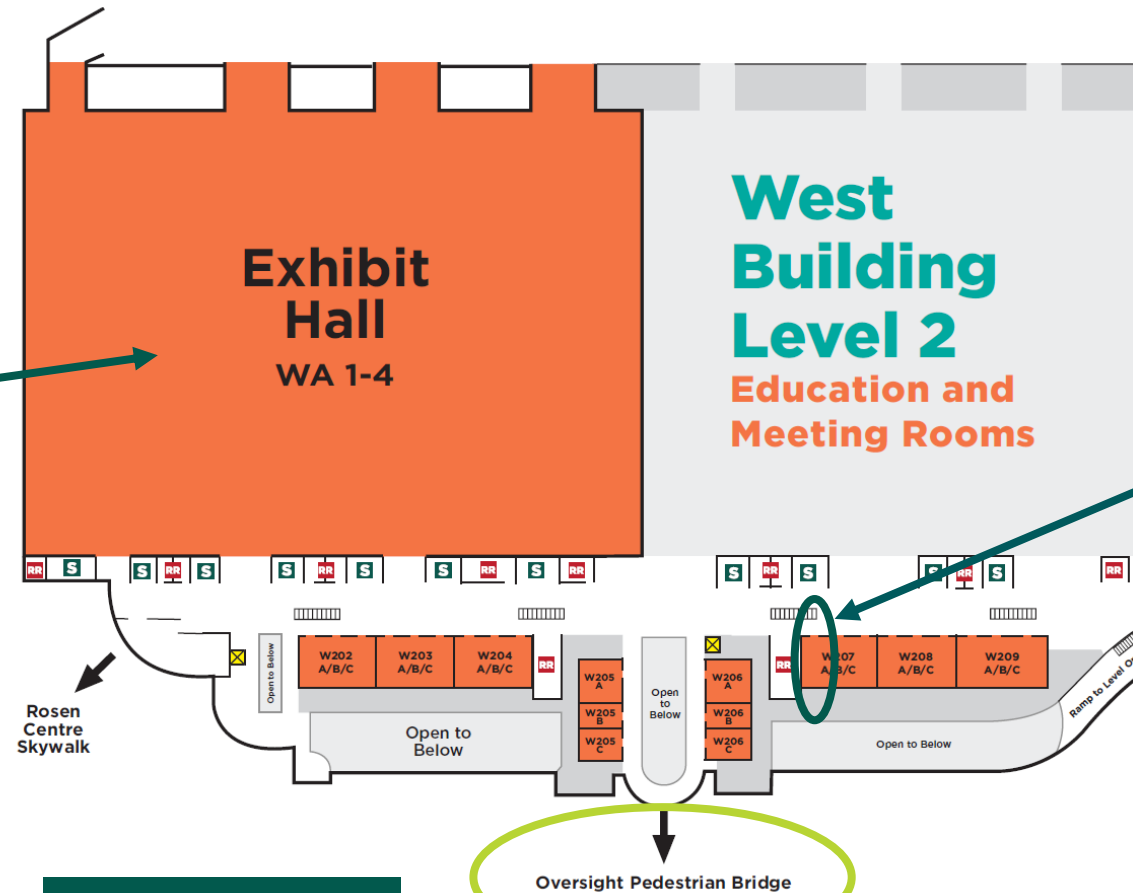 Exhibit
Hall
WA 1-4
West
Building
Level 2
Education and
Meeting Rooms
RR
S
S
RR
S
S
RR
S
S
RR
S
RR
S
RR
S
S
RR
S
RR
Open to Below
W202
A/B/C
W203
A/B/C
W204
A/B/C
RR
W205
A
W205
B
W205
C
Open
to
Below
W206
A
W206
B
W206
C
RR
W207
A/B/C
W208
A/B/C
W209
A/B/C
Ramp to Level O
Rosen
Centre
Skywalk
Open to
Below
Open to Below
Oversight Pedestrian Bridge